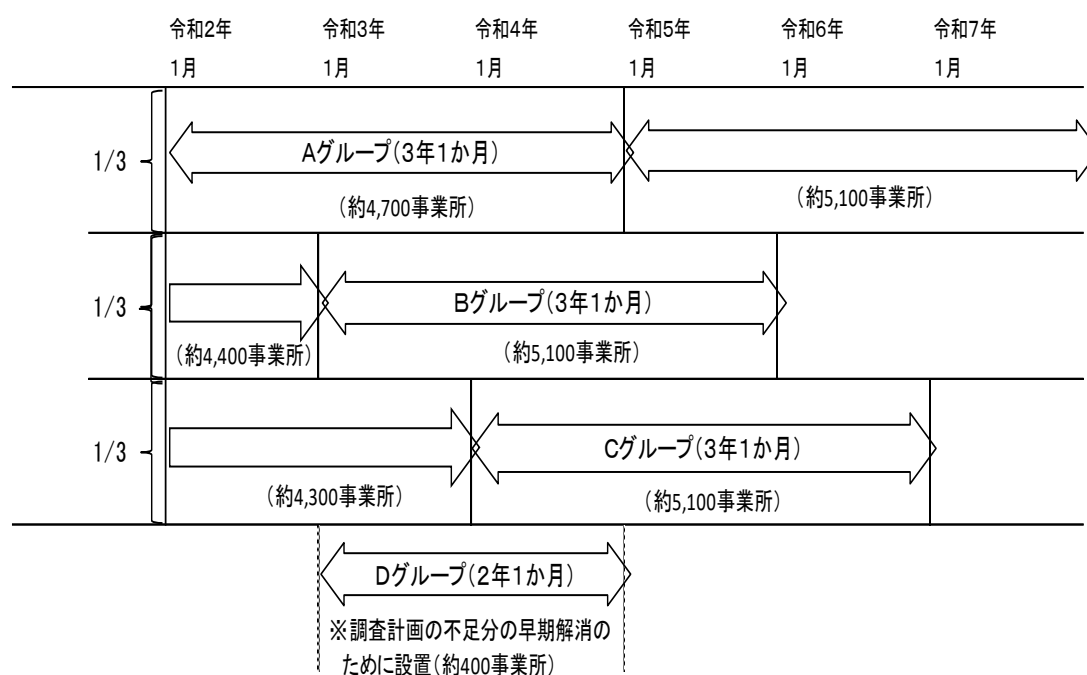 令和2年 令和3年 令和4年 令和5年 令和6年 令和7年
1月 1月 1月 1月 1月 1月
1/3
Aグループ(3年1か月)
(約4,700事業所)
(約5,100事業所)
1/3
Bグループ(3年1か月)
(約4,400事業所)
(約5,100事業所)
1/3
Cグループ(3年1か月)
(約4,300事業所)
(約5,100事業所)
Dグループ(2年1か月)
※調査計画の不足分の早期解消の
ために設置(約400事業所)